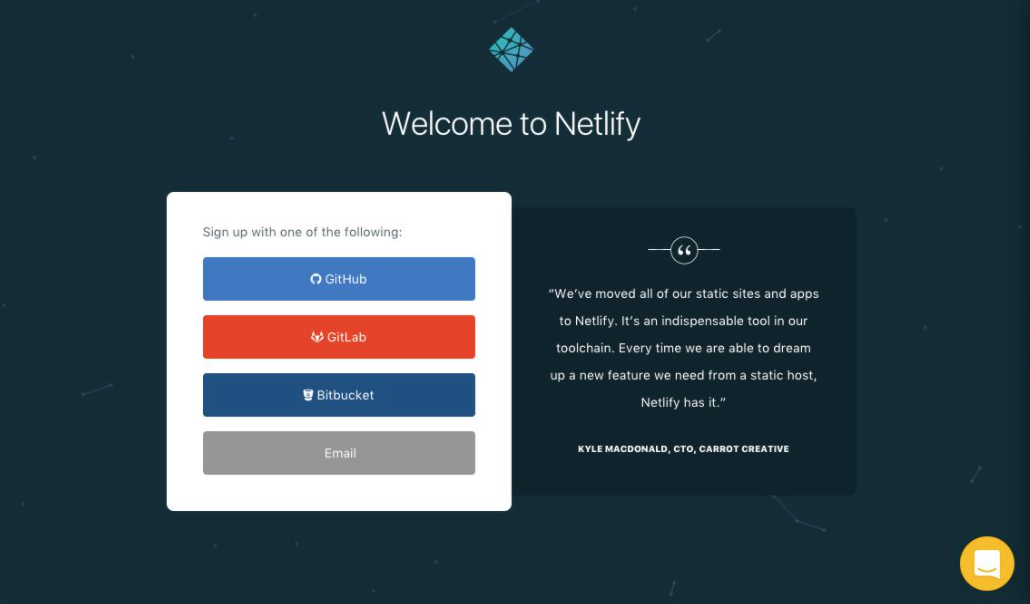 Welcome to Netlify
Sign up with one of the following:
GitHub
GitLab
Bitbucket
Email
“We’ve moved all of our static sites and apps
to Netlify. It’s an indispensable tool in our
toolchain. Every time we are able to dream
up a new feature we need from a static host,
Netlify has it.”
KYLE MACDONALD, CTO, CARROT CREATIVE